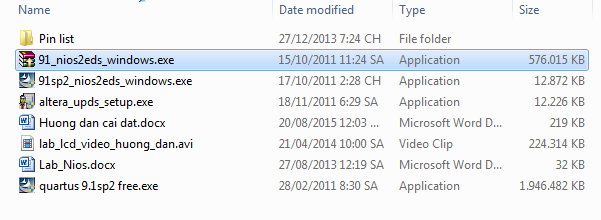 Name Date modified Type Size
Pin list 27/12/2013 7:24 CH File folder
91_nios2eds_windows.exe 15/10/2011 11:24 SA Application 576.015 KB
91sp2_nios2eds_windows.exe 17/10/2011 2:28 CH Application 12.872 KB
altera_upds_setup.exe 18/11/2011 6:29 SA Application 12.226 KB
Huong dan cai dat.docx 20/08/2015 12:03 ... Microsoft Word D... 219 KB
lab_lcd_video_huong_dan.avi 21/04/2014 10:00 SA Video Clip 224.314 KB
Lab_Nios.docx 27/08/2013 12:19 SA Microsoft Word D... 32 KB
quartus 9.1sp2 free.exe 28/02/2011 8:30 SA Application 1.946.482 KB